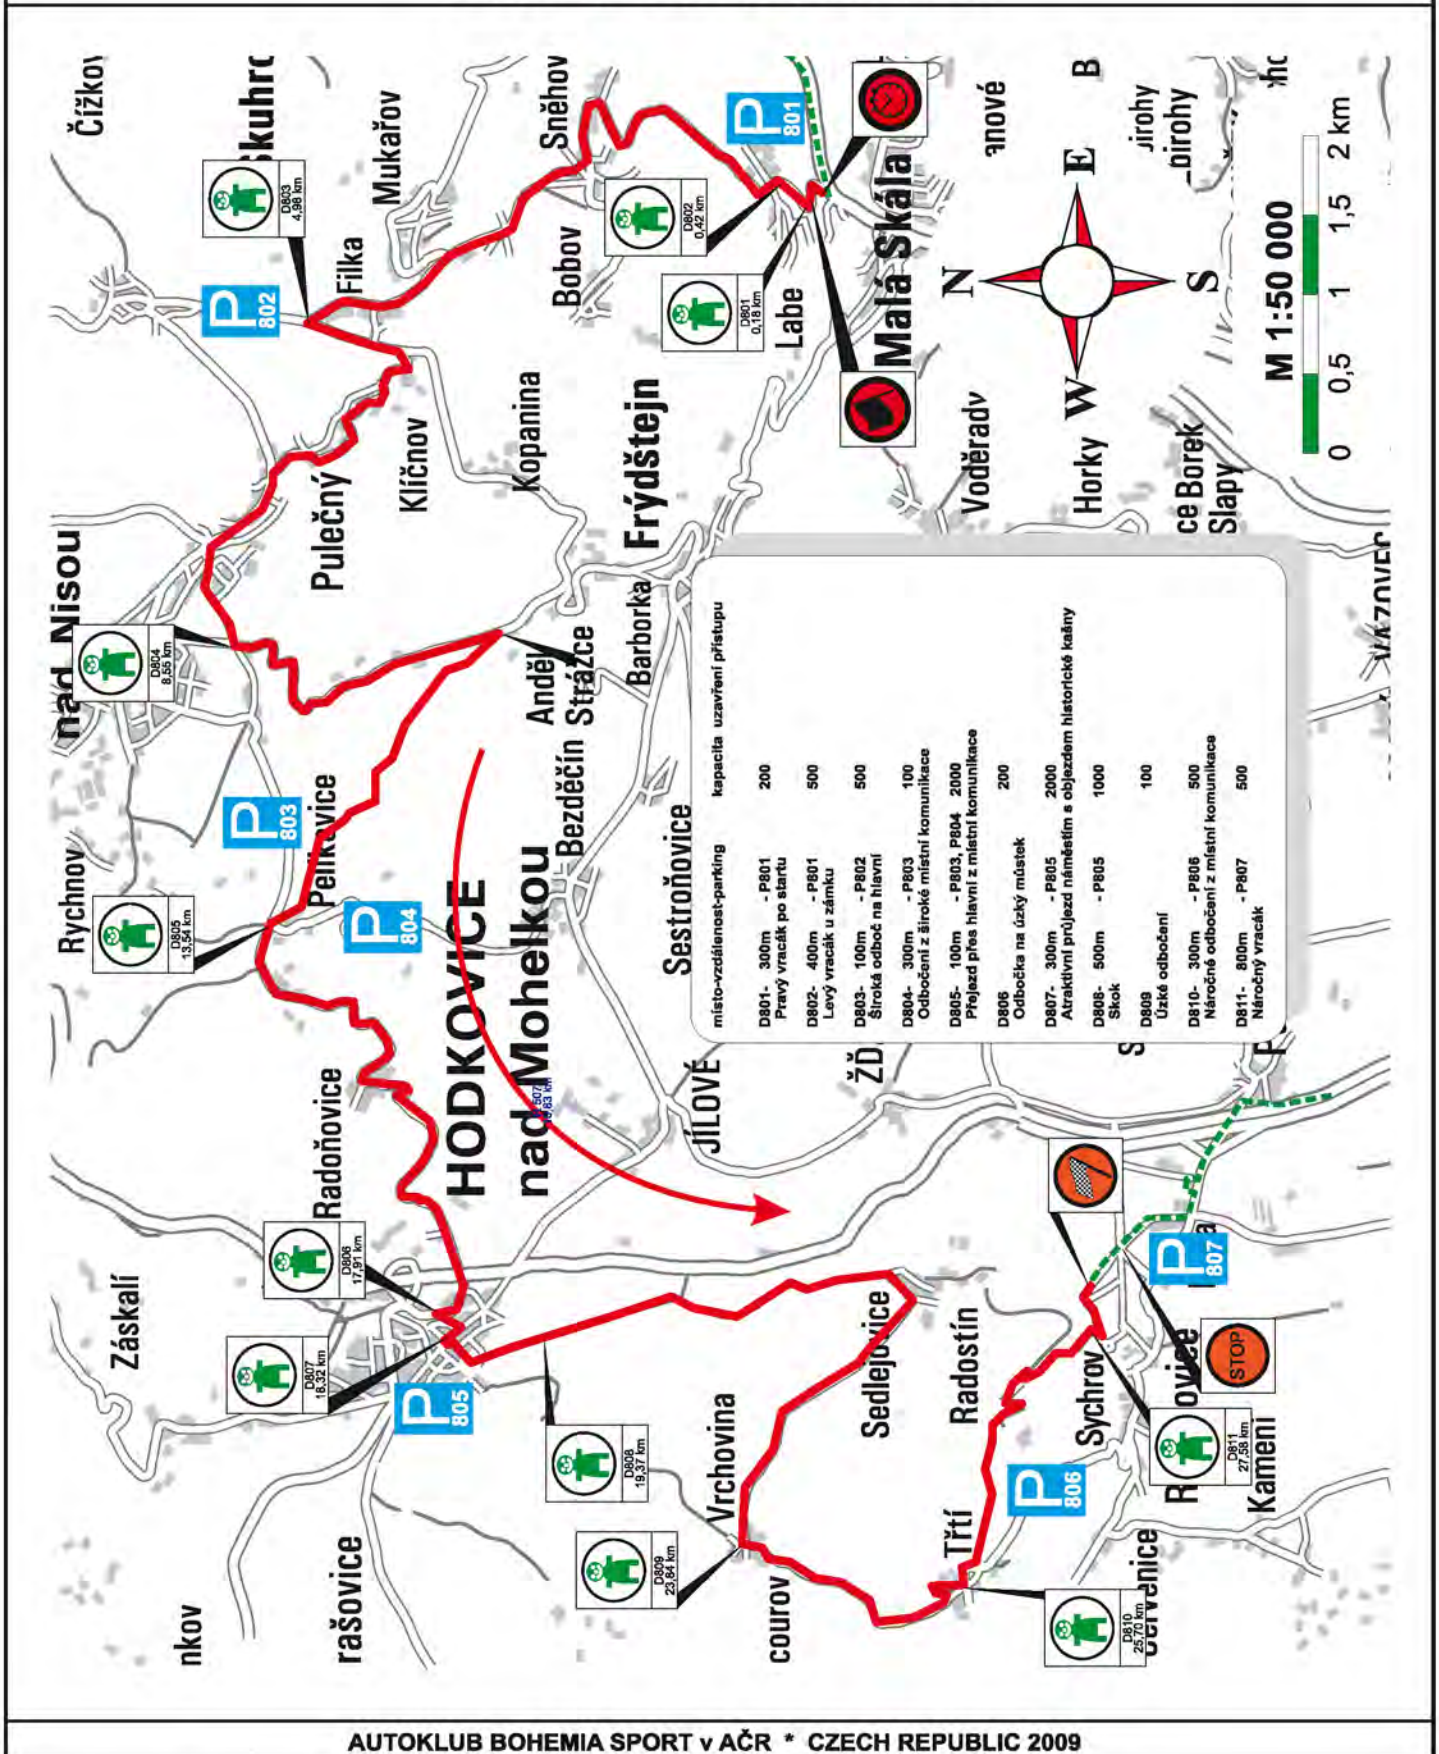 Čížkov
Skuhro
D803
4,98 km
Mukařov
Sněhov
P
801
P
802
Filka
Bobov
D802
0,42 km
D801
0,18 km
Labe
Malá Skála
Pulečný
Klíčnov
Kopanina
Frýdštejn
Voděrady
nad Nisou
D804
8,55 km
Anděl
Strážce
Barborka
Bezděčín
Rychnov
P
803
Pelíkovice
D805
13,54 km
P
804
HODKOVICE
nad Mohelkou
Sestroňovice
JÍLOVÉ
Radoňovice
D806
17,91 km
Záskalí
D807
18,32 km
P
805
D808
19,37 km
Vrchovina
Sedlejovice
Radostín
Sychrov
P
807
STOP
D811
27,58 km
Kamení
P
806
Třtí
D809
23,84 km
D810
25,70 km
courov
nkov
rašovice
N
E
S
W
Horky
ce Borek
Slapy
M 1:50 000
0 0,5 1 1,5 2 km
místo-vzdálenost-parking kapacita uzavření přístupu
D801- 300m - P801 200
Pravý vracák po startu
D802- 400m - P801 500
Levý vracák u zámku
D803- 100m - P802 500
Široká odboč na hlavní
D804- 300m - P803 100
Odbočení z široké místní komunikace
D805- 100m - P803, P804 2000
Přejezd přes hlavní z místní komunikace
D806 200
Odbočka na úzký můstek
D807- 300m - P805 2000
Atraktivní průjezd náměstím s objezdem historické kašny
D808- 500m - P805 1000
Skok
D809 100
Úzké odbočení
D810- 300m - P806 500
Náročné odbočení z místní komunikace
D811- 800m - P807 500
Náročný vracák
AUTOKLUB BOHEMIA SPORT v AČR * CZECH REPUBLIC 2009